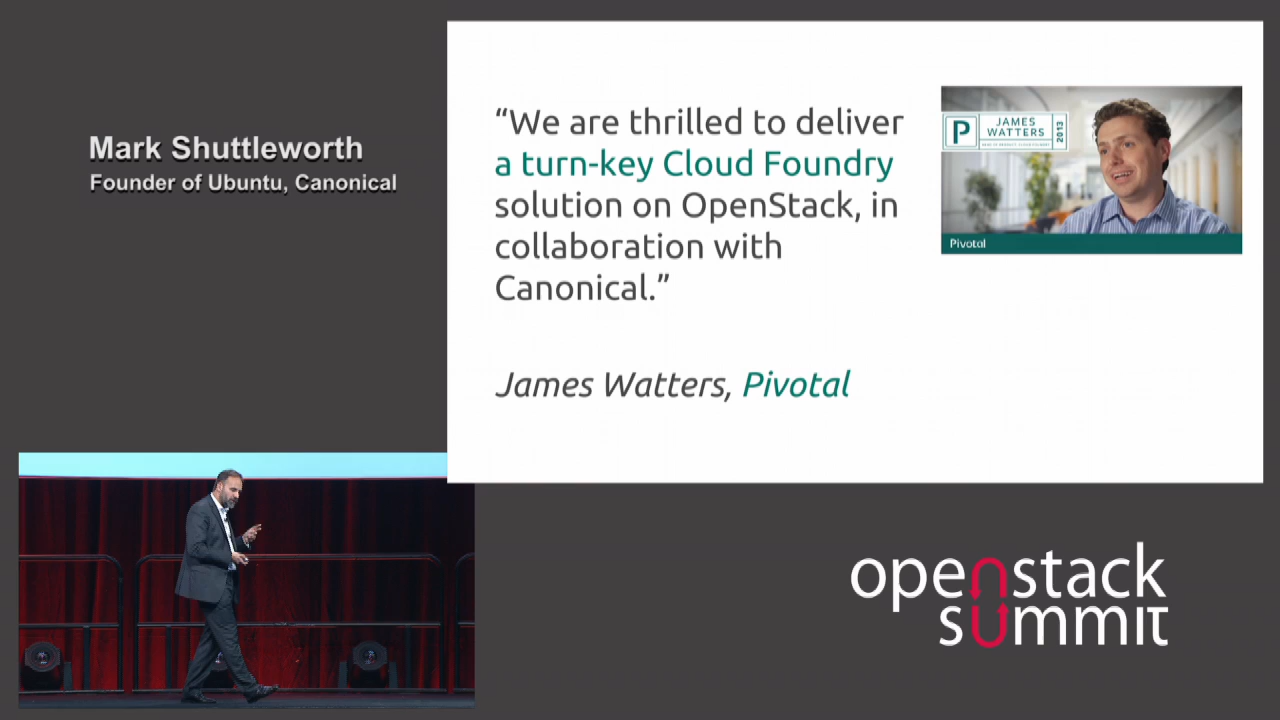 Mark Shuttleworth
Founder of Ubuntu, Canonical
“We are thrilled to deliver
a turn-key Cloud Foundry
solution on OpenStack, in
collaboration with
Canonical.”
James Watters, Pivotal
P
JAMES
WATTERS
2013
Pivotal
openstack
summit